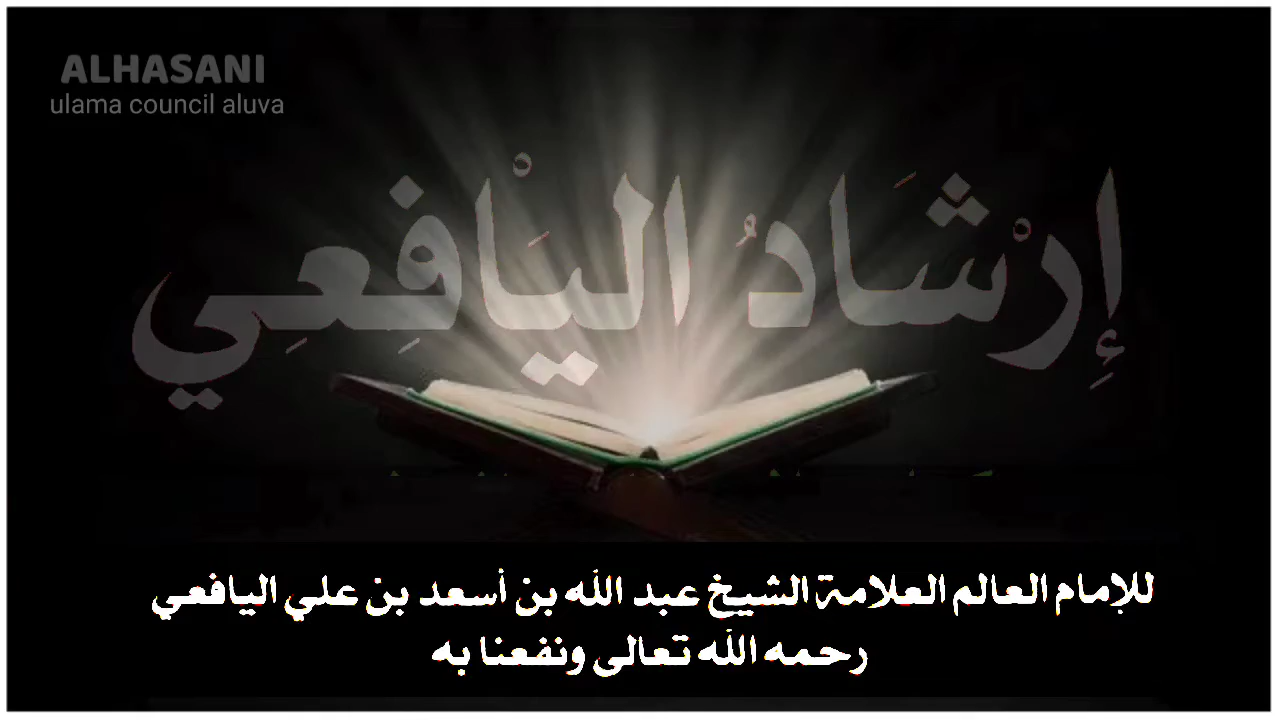 ALHASANI
ulama council aluva
إِرْشَادُ اليَافِعِي
للإمام العالم العلامة الشيخ عبد الله بن أسعد بن علي اليافعي
رحمه الله تعالى ونفعنا به